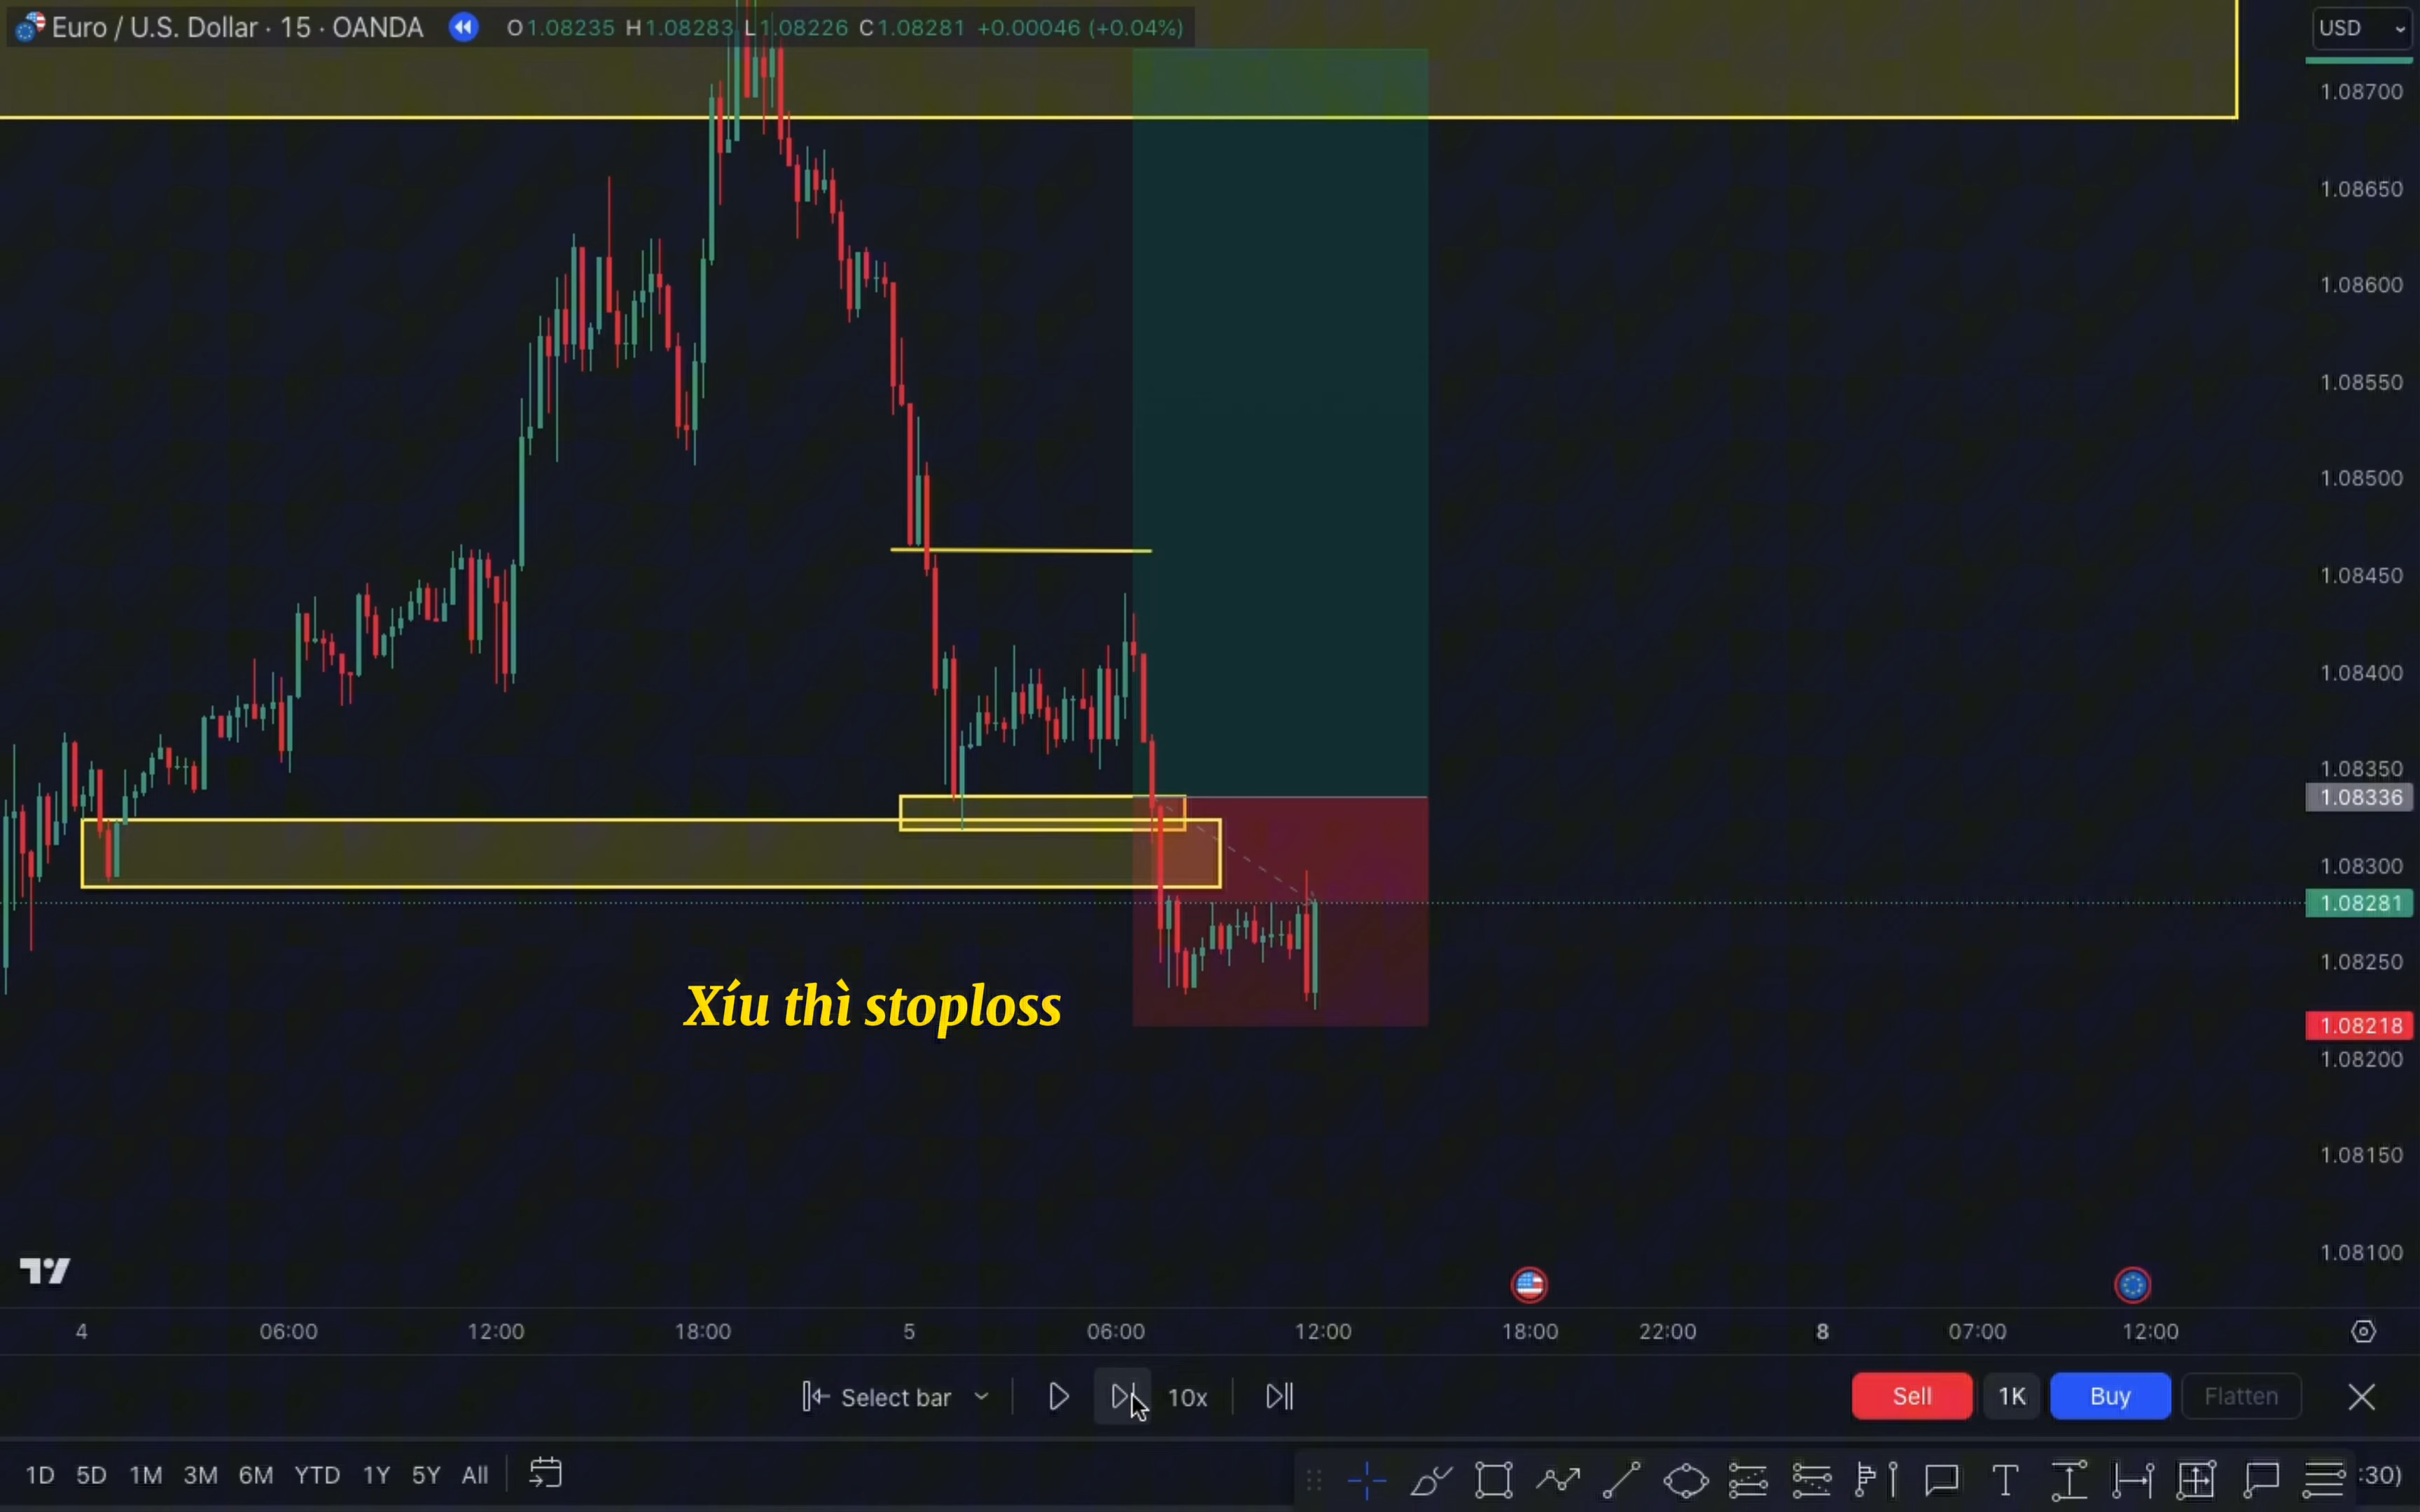 Euro / U.S. Dollar · 15 · OANDA O1.08235 H1.08283 L1.08226 C1.08281 +0.00046 (+0.04%)
USD
1.08700
1.08650
1.08600
1.08550
1.08500
1.08450
1.08400
1.08350
1.08336
1.08300
1.08281
1.08250
Xíu thì stoploss
1.08218
1.08200
1.08150
1.08100
4 06:00 12:00 18:00 5 06:00 12:00 18:00 22:00 8 07:00 12:00
Select bar 10x Sell 1K Buy Flatten
1D 5D 1M 3M 6M YTD 1Y 5Y All :30)